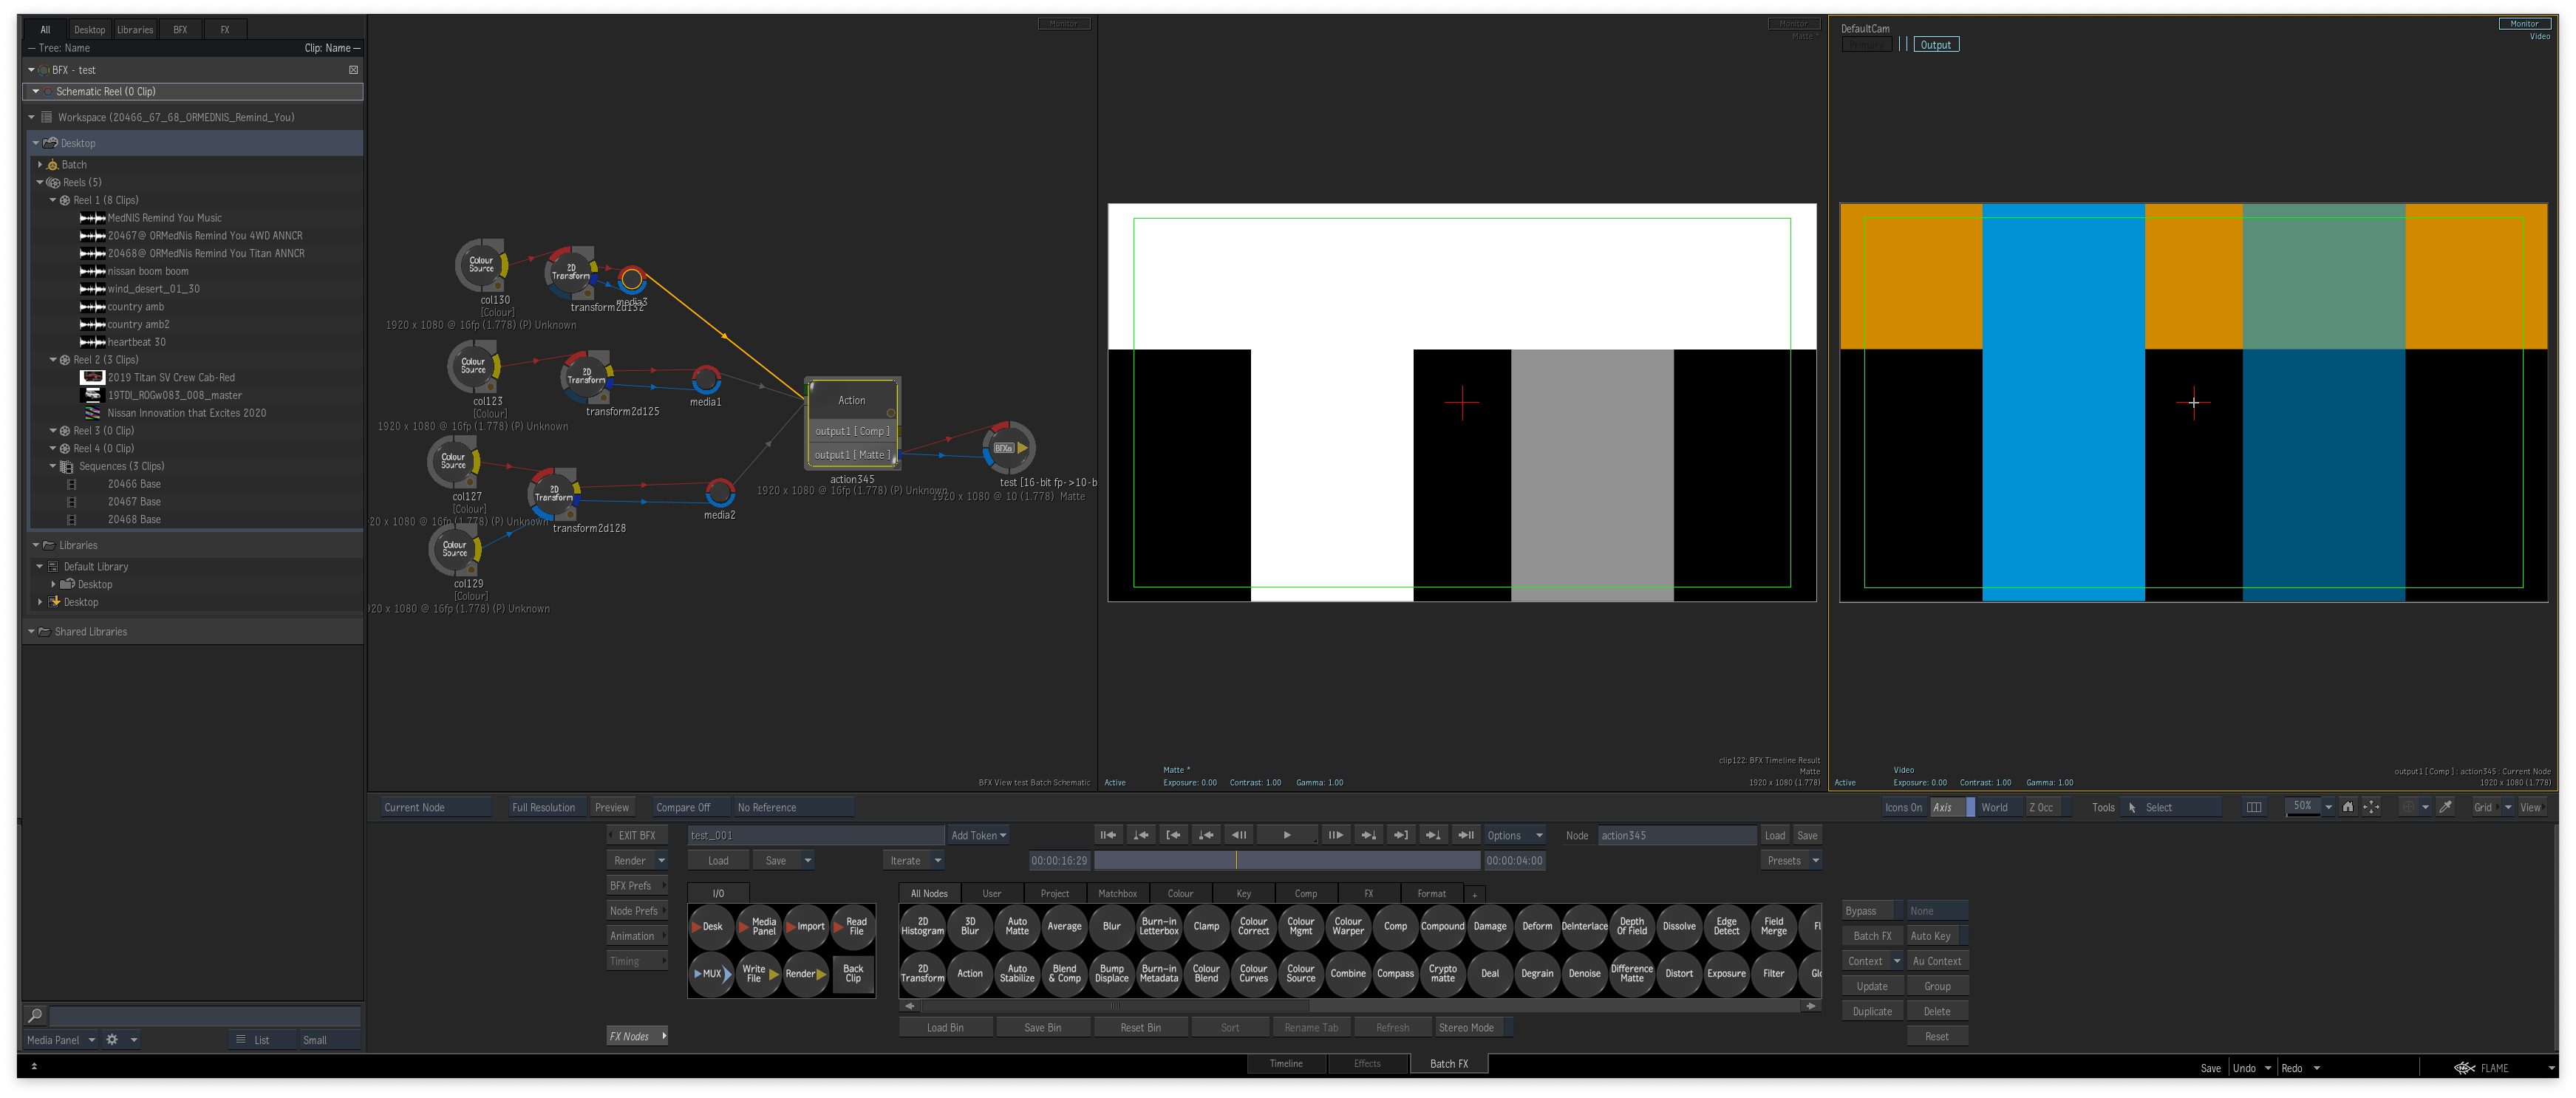 All Desktop Libraries BFX FX
Tree: Name Clip: Name
BFX - test
Schematic Reel (0 Clip)
Workspace (20466_67_68_ORMEDNIS_Remind_You)
Desktop
Batch
Reels (5)
Reel 1 (8 Clips)
MedNIS Remind You Music
20467@ ORMedNis Remind You 4WD ANNCR
20468@ ORMedNis Remind You Titan ANNCR
nissan boom boom
wind_desert_01_30
country amb
country amb2
heartbeat 30
Reel 2 (3 Clips)
2019 Titan SV Crew Cab-Red
19TDI_ROGw083_008_master
Nissan Innovation that Excites 2020
Reel 3 (0 Clip)
Reel 4 (0 Clip)
Sequences (3 Clips)
20466 Base
20467 Base
20468 Base
Libraries
Default Library
Desktop
Desktop
Shared Libraries
Media Panel List Small
Monitor
Colour Source
col130
[Colour]
1920 x 1080 @ 16fp (1.778) (P) Unknown
2D Transform
transform2d132
media3
Colour Source
col123
[Colour]
1920 x 1080 @ 16fp (1.778) (P) Unknown
2D Transform
transform2d125
media1
Colour Source
col127
[Colour]
20 x 1080 @ 16fp (1.778) (P) Unknown
2D Transform
transform2d128
media2
Colour Source
col129
[Colour]
20 x 1080 @ 16fp (1.778) (P) Unknown
Action
output1 [ Comp ]
output1 [ Matte ]
action345
1920 x 1080 @ 16fp (1.778) (P) Unknown
BFX
test [16-bit fp->10-b
1920 x 1080 @ 10 (1.778) Matte
BFX View test Batch Schematic
Monitor
Matte *
Matte *
Active Exposure: 0.00 Contrast: 1.00 Gamma: 1.00
clip122: BFX Timeline Result
Matte
1920 x 1080 (1.778)
DefaultCam
Primary Output
Monitor
Video
Video
Active Exposure: 0.00 Contrast: 1.00 Gamma: 1.00
output1 [ Comp ] : action345 : Current Node
1920 x 1080 (1.778)
Current Node Full Resolution Preview Compare Off No Reference
Icons On Axis World Z Occ Tools Select 50% Grid View
EXIT BFX test_001 Add Token Options Node action345 Load Save
Render Load Save Iterate 00:00:16:29 00:00:04:00 Presets
BFX Prefs
Node Prefs
Animation
Timing
FX Nodes
I/O
Desk Media Panel Import Read File
MUX Write File Render Back Clip
All Nodes User Project Matchbox Colour Key Comp FX Format +
2D Histogram 3D Blur Auto Matte Average Blur Burn-in Letterbox Clamp Colour Correct Colour Mgmt Colour Warper Comp Compound Damage Deform DeInterlace Depth Of Field Dissolve Edge Detect Field Merge Fl
2D Transform Action Auto Stabilize Blend & Comp Bump Displace Burn-in Metadata Colour Blend Colour Curves Colour Source Combine Compass Crypto matte Deal Degrain Denoise Difference Matte Distort Exposure Filter Glo
Load Bin Save Bin Reset Bin Sort Rename Tab Refresh Stereo Mode
Bypass None
Batch FX Auto Key
Context Au Context
Update Group
Duplicate Delete
Reset
Timeline Effects Batch FX
Save Undo Redo FLAME